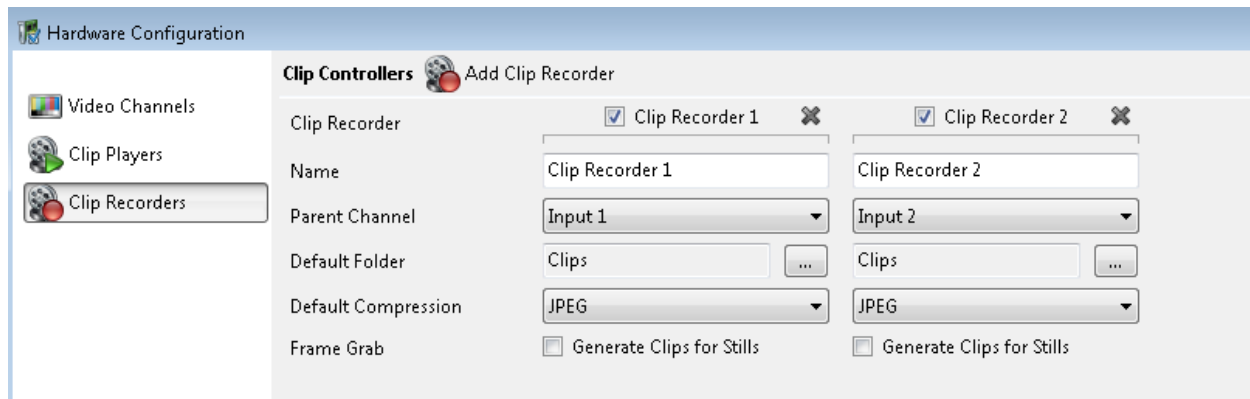 Hardware Configuration
Video Channels
Clip Players
Clip Recorders
Clip Controllers Add Clip Recorder
Clip Recorder Clip Recorder 1 Clip Recorder 2
Name Clip Recorder 1 Clip Recorder 2
Parent Channel Input 1 Input 2
Default Folder Clips ... Clips ...
Default Compression JPEG JPEG
Frame Grab Generate Clips for Stills Generate Clips for Stills